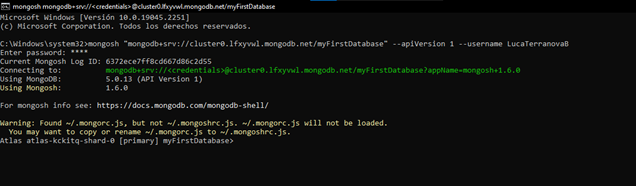 mongosh mongodb+srv://<credentials>@cluster0.lfxyvwl.mongodb.net/myFirstDatabase
Microsoft Windows [Versión 10.0.19045.2251]
(c) Microsoft Corporation. Todos los derechos reservados.
C:\Windows\system32>mongosh "mongodb+srv://cluster0.lfxyvwl.mongodb.net/myFirstDatabase" --apiVersion 1 --username LucaTerranovaB
Enter password: ****
Current Mongosh Log ID: 6372ece7ff8cd667d86c2d55
Connecting to: mongodb+srv://<credentials>@cluster0.lfxyvwl.mongodb.net/myFirstDatabase?appName=mongosh+1.6.0
Using MongoDB: 5.0.13 (API Version 1)
Using Mongosh: 1.6.0
For mongosh info see: https://docs.mongodb.com/mongodb-shell/
Warning: Found ~/.mongorc.js, but not ~/.mongoshrc.js. ~/.mongorc.js will not be loaded.
You may want to copy or rename ~/.mongorc.js to ~/.mongoshrc.js.
Atlas atlas-kckitq-shard-0 [primary] myFirstDatabase>